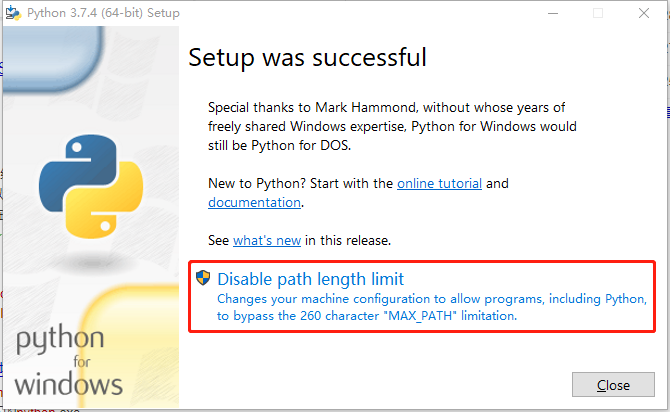 Python 3.7.4 (64-bit) Setup
Setup was successful
Special thanks to Mark Hammond, without whose years of
freely shared Windows expertise, Python for Windows would
still be Python for DOS.
New to Python? Start with the online tutorial and
documentation.
See what's new in this release.
Disable path length limit
Changes your machine configuration to allow programs, including Python,
to bypass the 260 character "MAX_PATH" limitation.
python
for
windows
Close